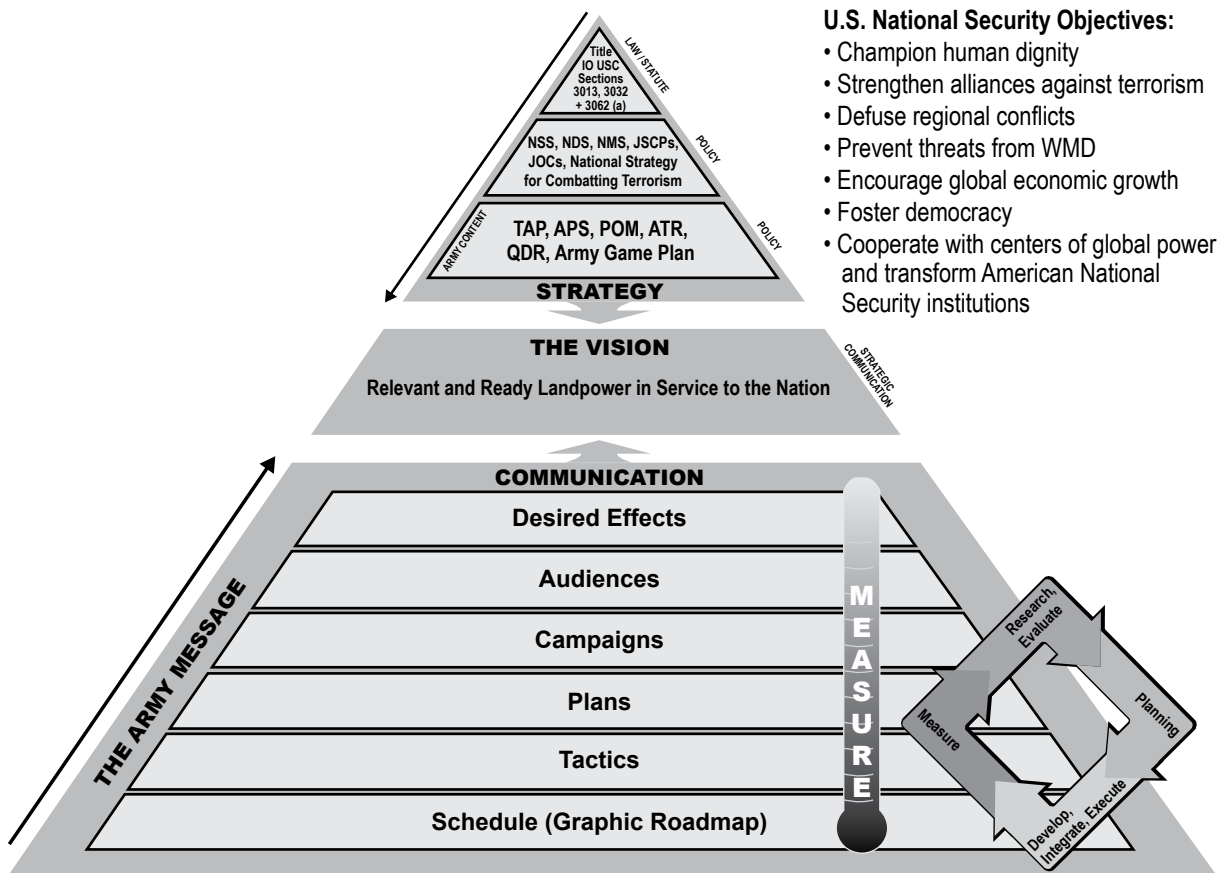 U.S. National Security Objectives:
• Champion human dignity
• Strengthen alliances against terrorism
• Defuse regional conflicts
• Prevent threats from WMD
• Encourage global economic growth
• Foster democracy
• Cooperate with centers of global power
and transform American National
Security institutions
Title
IO USC
Sections
3013, 3032
+ 3062 (a)
LAW / STATUTE
NSS, NDS, NMS, JSCPs,
JOCs, National Strategy
for Combatting Terrorism
POLICY
ARMY CONTENT
TAP, APS, POM, ATR,
QDR, Army Game Plan
POLICY
STRATEGY
THE VISION
Relevant and Ready Landpower in Service to the Nation
STRATEGIC
COMMUNICATION
COMMUNICATION
THE ARMY MESSAGE
Desired Effects
Audiences
Campaigns
Plans
Tactics
Schedule (Graphic Roadmap)
MEASURE
Research,
Evaluate
Planning
Develop,
Integrate, Execute
Measure